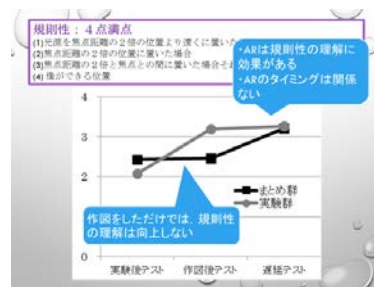 規則性：４点満点
(1)光源を焦点距離の２倍の位置より遠くに置いた
(2)焦点距離の２倍の位置に置いた場合
(3)焦点距離の２倍と焦点との間に置いた場合それ
(4)像ができる位置
・ARは規則性の理解に
効果がある
・ARのタイミングは関係
ない
4
3
2
0
まとめ群
実験群
作図をしただけでは、規則性
の理解は向上しない
実験後テスト 作図後テスト 遅延テスト